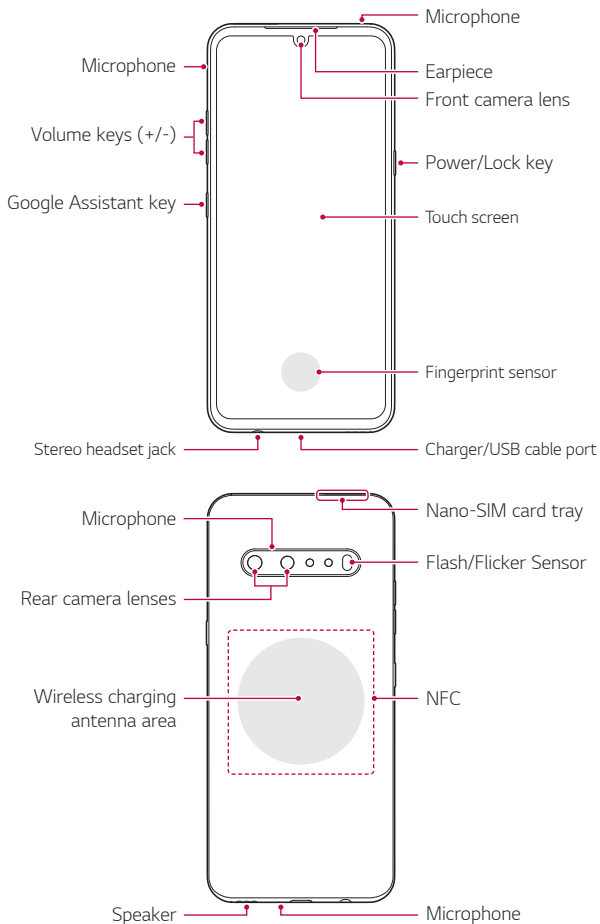 Microphone
Microphone
Earpiece
Front camera lens
Volume keys (+/-)
Power/Lock key
Google Assistant key
Touch screen
Fingerprint sensor
Stereo headset jack
Charger/USB cable port
Nano-SIM card tray
Microphone
Flash/Flicker Sensor
Rear camera lenses
Wireless charging
antenna area
NFC
Speaker
Microphone